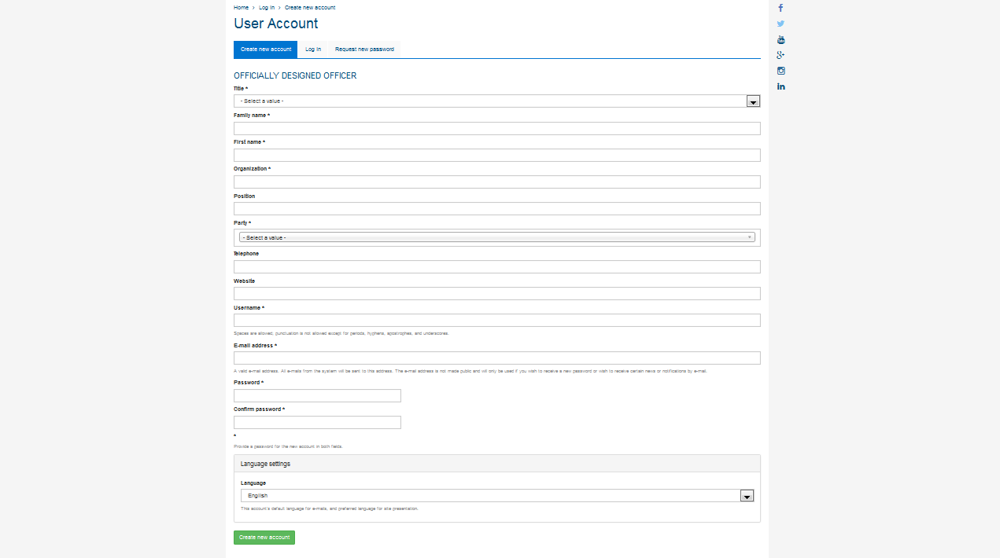 Home > Log in > Create new account
User Account
Create new account Log in Request new password
OFFICIALLY DESIGNED OFFICER
Title *
- Select a value -
Family name *
First name *
Organization *
Position
Party *
- Select a value -
Telephone
Website
Username *
Spaces are allowed; punctuation is not allowed except for periods, hyphens, apostrophes, and underscores.
E-mail address *
A valid e-mail address. All e-mails from the system will be sent to this address. The e-mail address is not made public and will only be used if you wish to receive a new password or wish to receive certain news or notifications by e-mail.
Password *
Confirm password *
*
Provide a password for the new account in both fields.
Language settings
Language
English
This account's default language for e-mails, and preferred language for site presentation.
Create new account